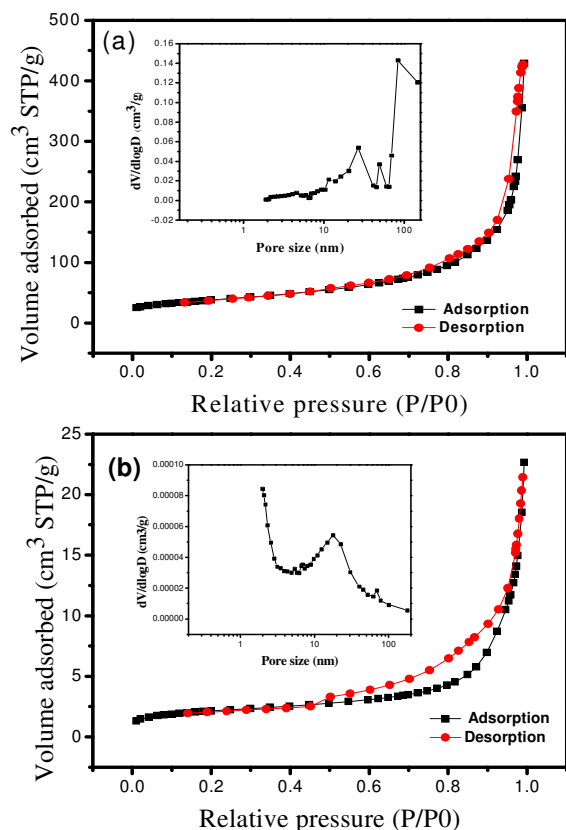 (a)
Volume adsorbed (cm³ STP/g)
500
400
300
200
100
0
0.0 0.2 0.4 0.6 0.8 1.0
Relative pressure (P/P0)
Adsorption
Desorption
dV/dlogD (cm³/g)
0.16
0.14
0.12
0.10
0.08
0.06
0.04
0.02
0.00
-0.02
1 10 100
Pore size (nm)
(b)
Volume adsorbed (cm³ STP/g)
25
20
15
10
5
0
0.0 0.2 0.4 0.6 0.8 1.0
Relative pressure (P/P0)
Adsorption
Desorption
dV/dlogD (cm3/g)
0.00010
0.00008
0.00006
0.00004
0.00002
0.00000
1 10 100
Pore size (nm)